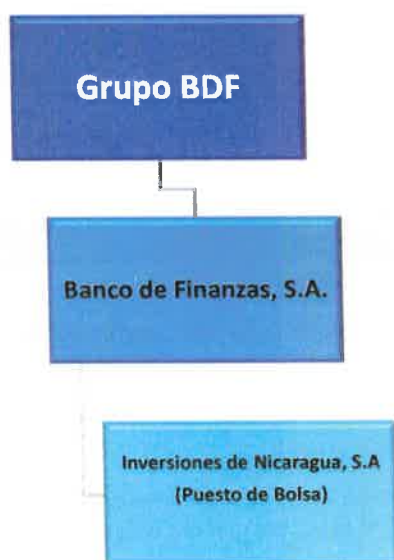 Grupo BDF
Banco de Finanzas, S.A.
Inversiones de Nicaragua, S.A
(Puesto de Bolsa)